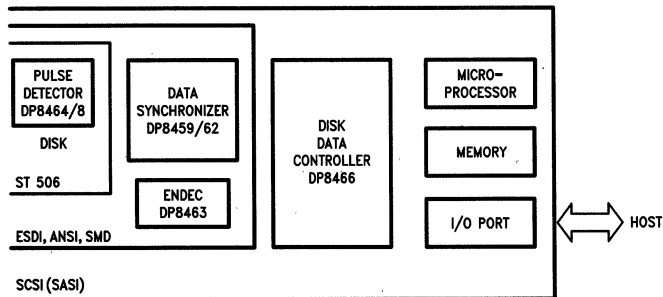 PULSE
DETECTOR
DP8464/8
DISK
ST 506
DATA
SYNCHRONIZER
DP8459/62
ENDEC
DP8463
ESDI, ANSI, SMD
DISK
DATA
CONTROLLER
DP8466
MICRO-
PROCESSOR
MEMORY
I/O PORT
HOST
SCSI (SASI)